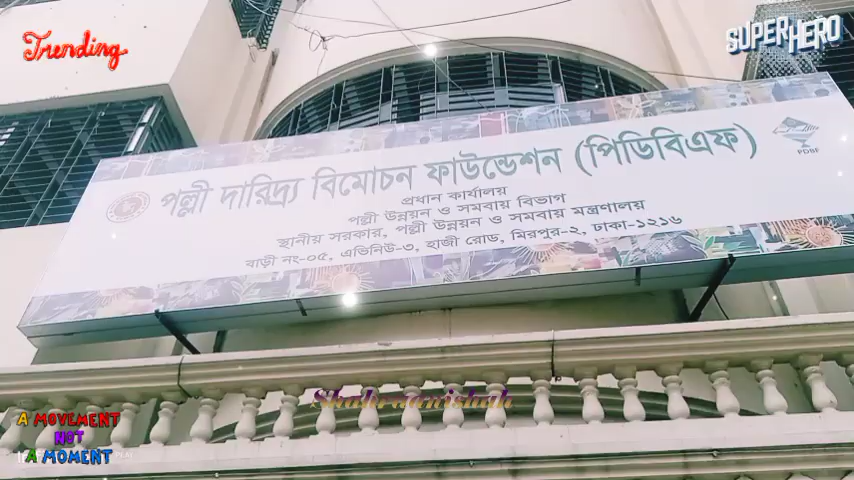 Trending
SUPERHERO
পল্লী দারিদ্র্য বিমোচন ফাউন্ডেশন (পিডিবিএফ)
PDBF
প্রধান কার্যালয়
পল্লী উন্নয়ন ও সমবায় বিভাগ
স্থানীয় সরকার, পল্লী উন্নয়ন ও সমবায় মন্ত্রণালয়
বাড়ী নং-০৫, এভিনিউ-৩, হাজী রোড, মিরপুর-২, ঢাকা-১২১৬
A MOVEMENT
NOT
A MOMENT